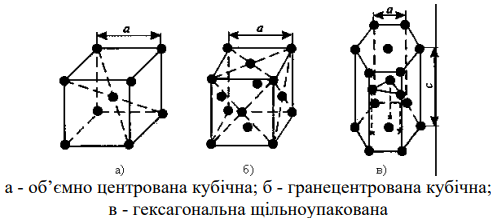 a a a
c
а) б) в)
а - об’ємно центрована кубічна; б - гранецентрована кубічна;
в - гексагональна щільноупакована